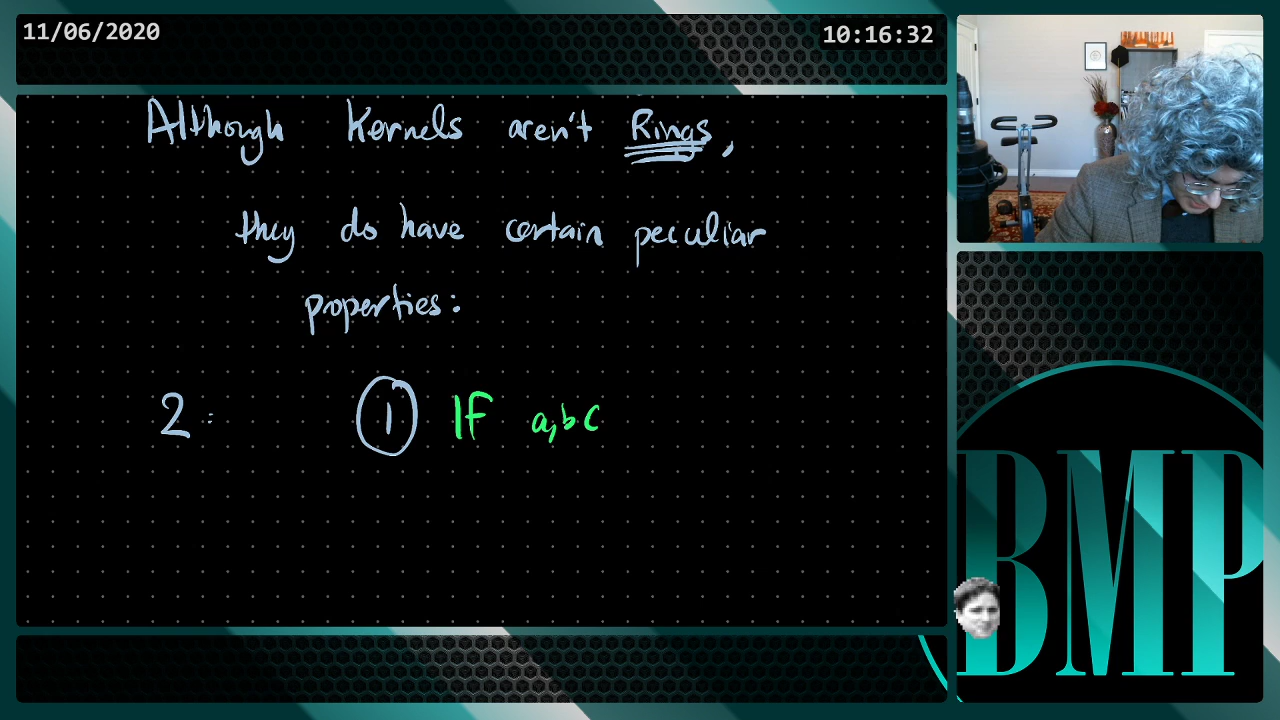 11/06/2020
10:16:32
Although Kernels aren't Rings,
they do have certain peculiar
properties:
2: 1 IF a,b C
BMP